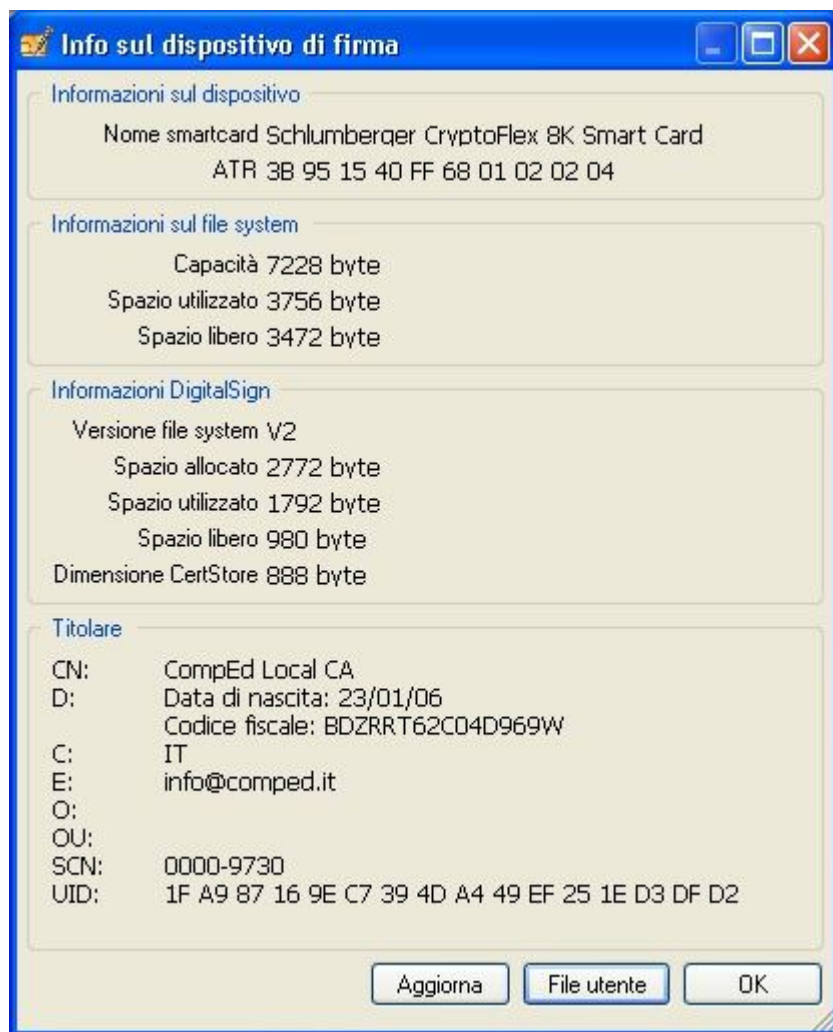 Info sul dispositivo di firma
Informazioni sul dispositivo
Nome smartcard Schlumberger CryptoFlex 8K Smart Card
ATR 3B 95 15 40 FF 68 01 02 02 04
Informazioni sul file system
Capacità 7228 byte
Spazio utilizzato 3756 byte
Spazio libero 3472 byte
Informazioni DigitalSign
Versione file system V2
Spazio allocato 2772 byte
Spazio utilizzato 1792 byte
Spazio libero 980 byte
Dimensione CertStore 888 byte
Titolare
CN: CompEd Local CA
D: Data di nascita: 23/01/06
Codice fiscale: BDZRRT62C04D969W
C: IT
E: info@comped.it
O:
OU:
SCN: 0000-9730
UID: 1F A9 87 16 9E C7 39 4D A4 49 EF 25 1E D3 DF D2
Aggiorna File utente OK